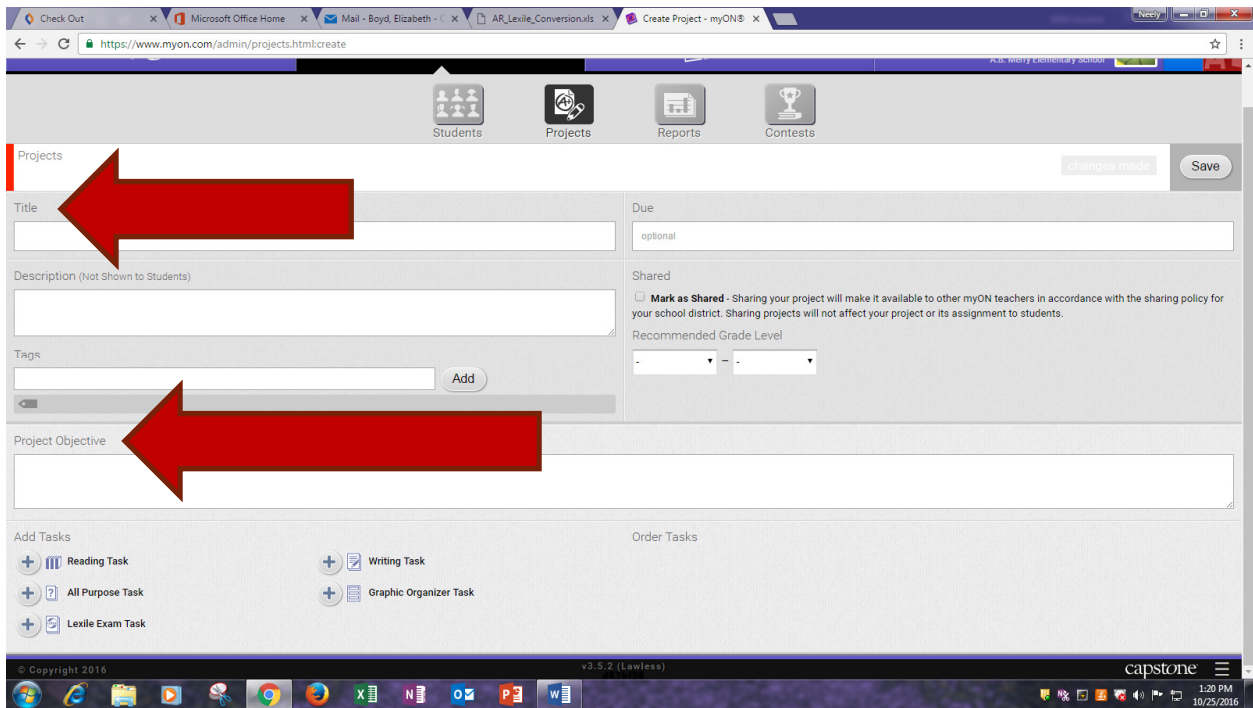 Check Out
Microsoft Office Home
Mail - Boyd, Elizabeth -
AR_Lexile_Conversion.xls
Create Project - myON®
Neely
https://www.myon.com/admin/projects.html:create
A.B. Merry Elementary School
Students
Projects
Reports
Contests
Projects
changes made
Save
Title
Due
optional
Description (Not Shown to Students)
Shared
Mark as Shared - Sharing your project will make it available to other myON teachers in accordance with the sharing policy for
your school district. Sharing projects will not affect your project or its assignment to students.
Recommended Grade Level
- – -
Tags
Add
Project Objective
Add Tasks
Order Tasks
Reading Task
Writing Task
All Purpose Task
Graphic Organizer Task
Lexile Exam Task
© Copyright 2016
v3.5.2 (Lawless)
capstone
1:20 PM
10/25/2016